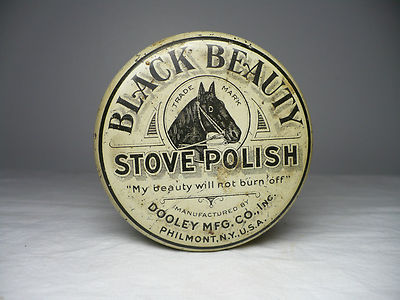 BLACK BEAUTY
TRADE MARK
STOVE POLISH
"My beauty will not burn off"
MANUFACTURED BY
DOOLEY MFG. CO., INC.
PHILMONT, N.Y., U.S.A.